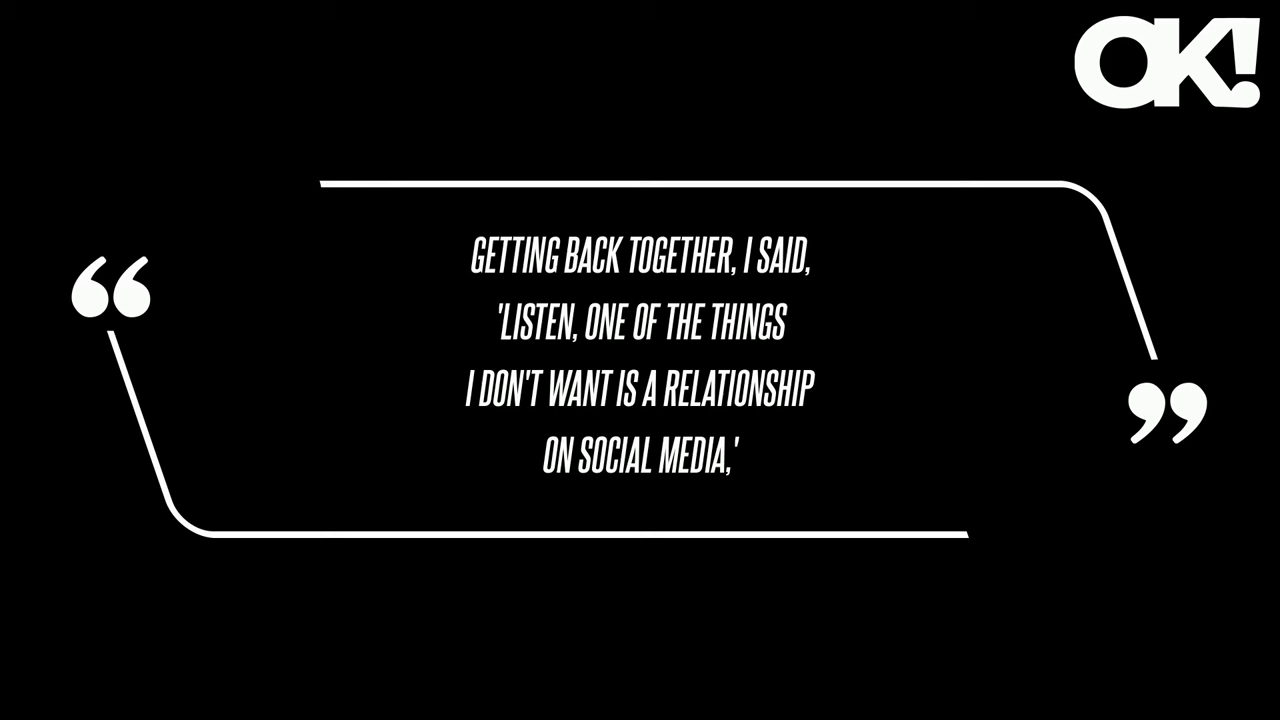 OK!
“
GETTING BACK TOGETHER, I SAID,
'LISTEN, ONE OF THE THINGS
I DON'T WANT IS A RELATIONSHIP
ON SOCIAL MEDIA,'
”